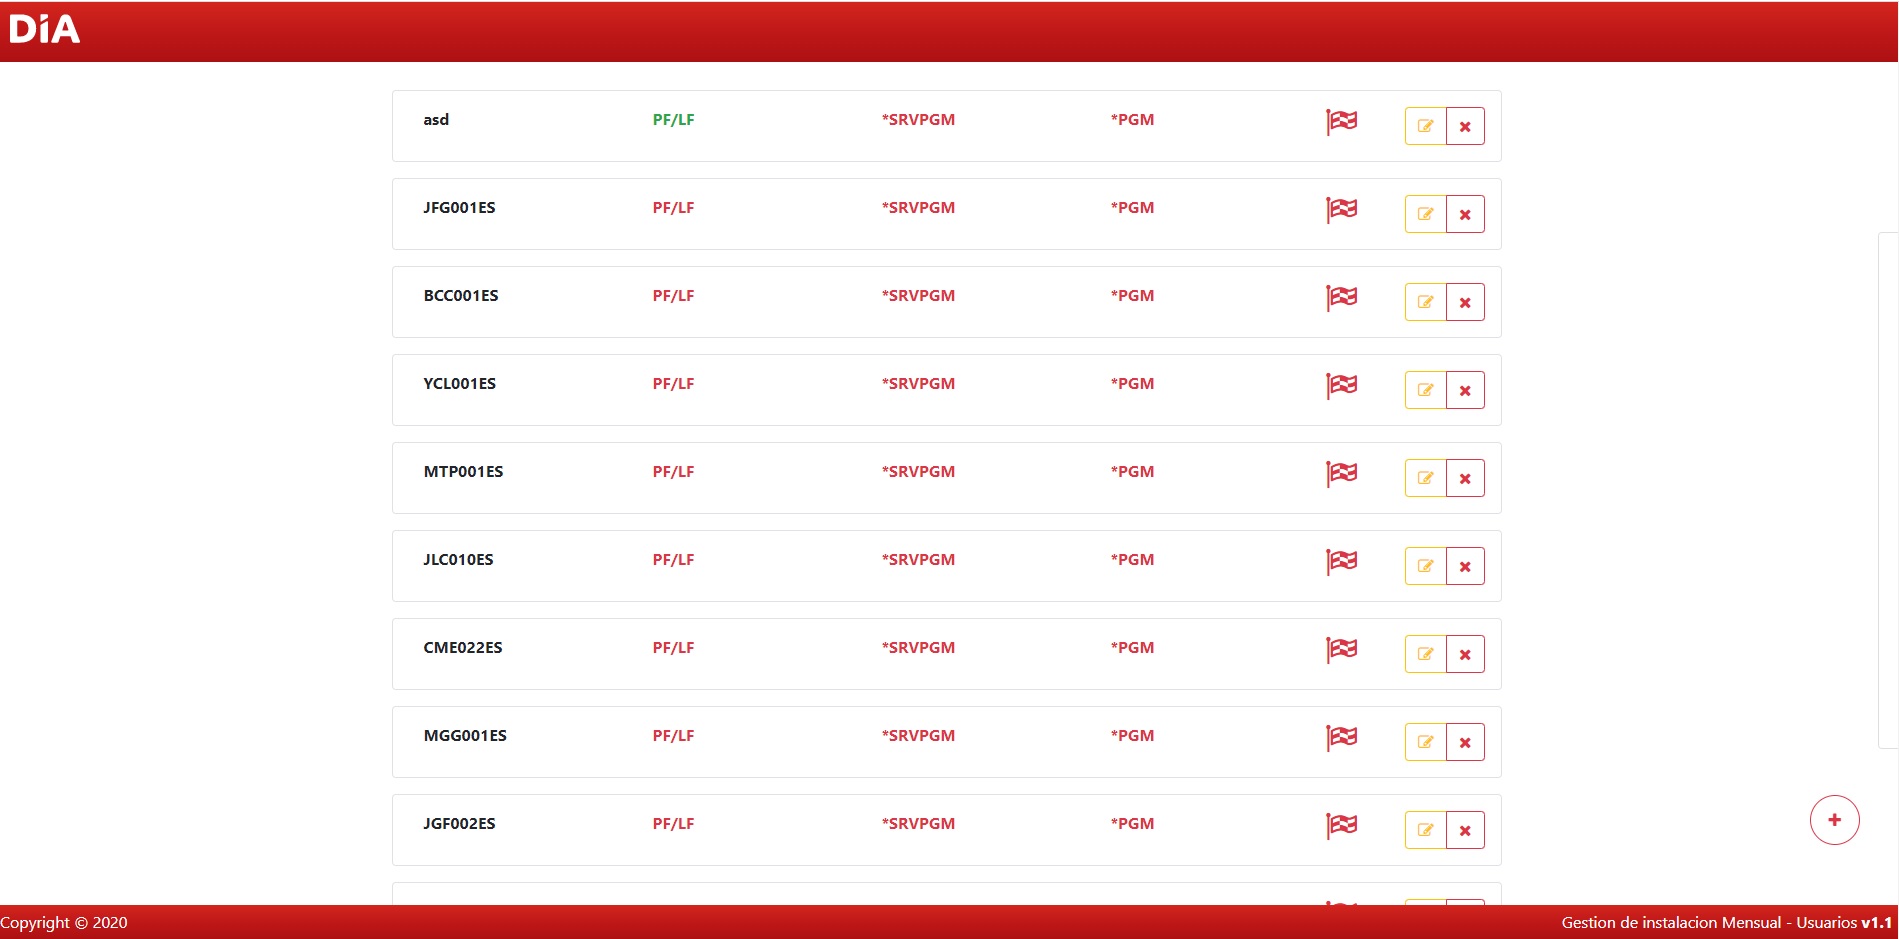 DiA
asd PF/LF *SRVPGM *PGM
JFG001ES PF/LF *SRVPGM *PGM
BCC001ES PF/LF *SRVPGM *PGM
YCL001ES PF/LF *SRVPGM *PGM
MTP001ES PF/LF *SRVPGM *PGM
JLC010ES PF/LF *SRVPGM *PGM
CME022ES PF/LF *SRVPGM *PGM
MGG001ES PF/LF *SRVPGM *PGM
JGF002ES PF/LF *SRVPGM *PGM
Copyright © 2020 Gestion de instalacion Mensual - Usuarios v1.1